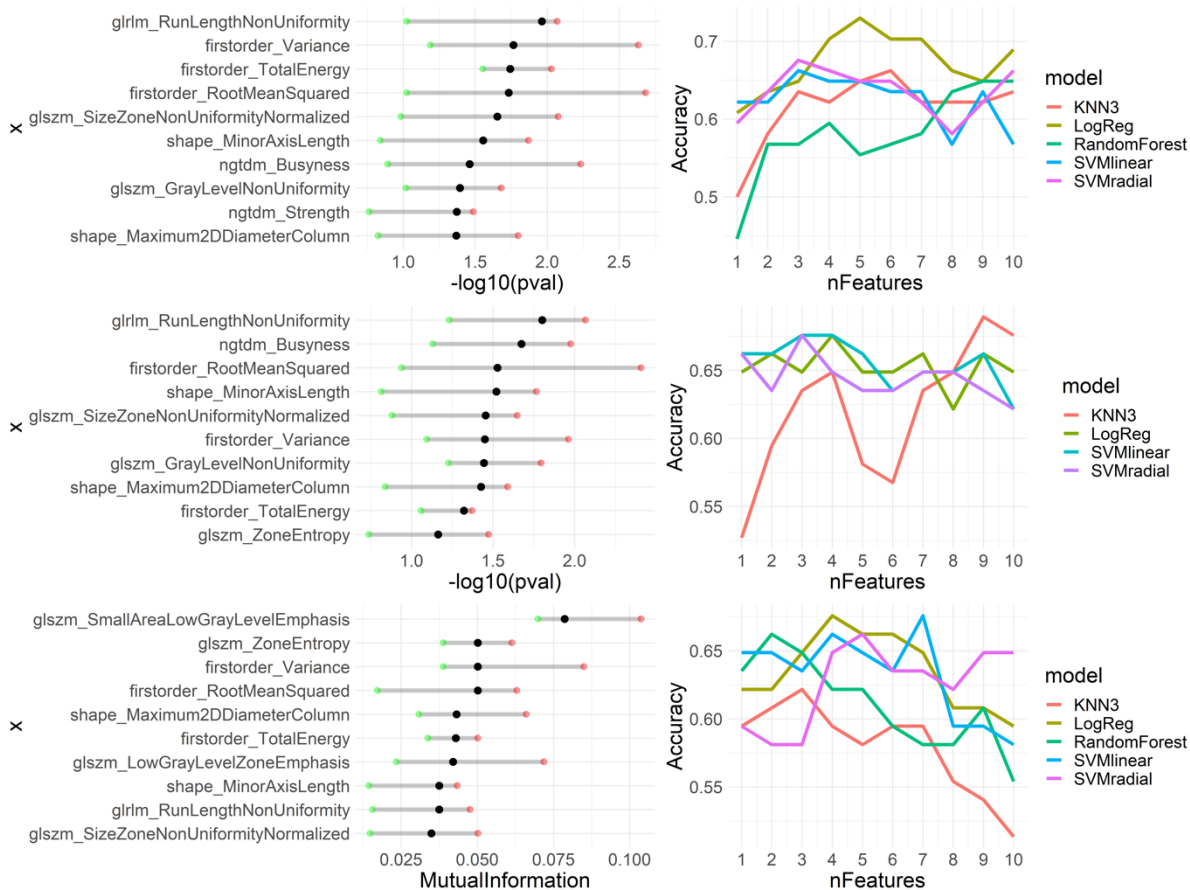 glrlm_RunLengthNonUniformity
firstorder_Variance
firstorder_TotalEnergy
firstorder_RootMeanSquared
glszm_SizeZoneNonUniformityNormalized
shape_MinorAxisLength
ngtdm_Busyness
glszm_GrayLevelNonUniformity
ngtdm_Strength
shape_Maximum2DDiameterColumn
x
1.0 1.5 2.0 2.5
-log10(pval)
0.7
0.6
0.5
Accuracy
1 2 3 4 5 6 7 8 9 10
nFeatures
model
KNN3
LogReg
RandomForest
SVMlinear
SVMradial
glrlm_RunLengthNonUniformity
ngtdm_Busyness
firstorder_RootMeanSquared
shape_MinorAxisLength
glszm_SizeZoneNonUniformityNormalized
firstorder_Variance
glszm_GrayLevelNonUniformity
shape_Maximum2DDiameterColumn
firstorder_TotalEnergy
glszm_ZoneEntropy
x
1.0 1.5 2.0
-log10(pval)
0.65
0.60
0.55
Accuracy
1 2 3 4 5 6 7 8 9 10
nFeatures
model
KNN3
LogReg
SVMlinear
SVMradial
glszm_SmallAreaLowGrayLevelEmphasis
glszm_ZoneEntropy
firstorder_Variance
firstorder_RootMeanSquared
shape_Maximum2DDiameterColumn
firstorder_TotalEnergy
glszm_LowGrayLevelZoneEmphasis
shape_MinorAxisLength
glrlm_RunLengthNonUniformity
glszm_SizeZoneNonUniformityNormalized
x
0.025 0.050 0.075 0.100
MutualInformation
0.65
0.60
0.55
Accuracy
1 2 3 4 5 6 7 8 9 10
nFeatures
model
KNN3
LogReg
RandomForest
SVMlinear
SVMradial